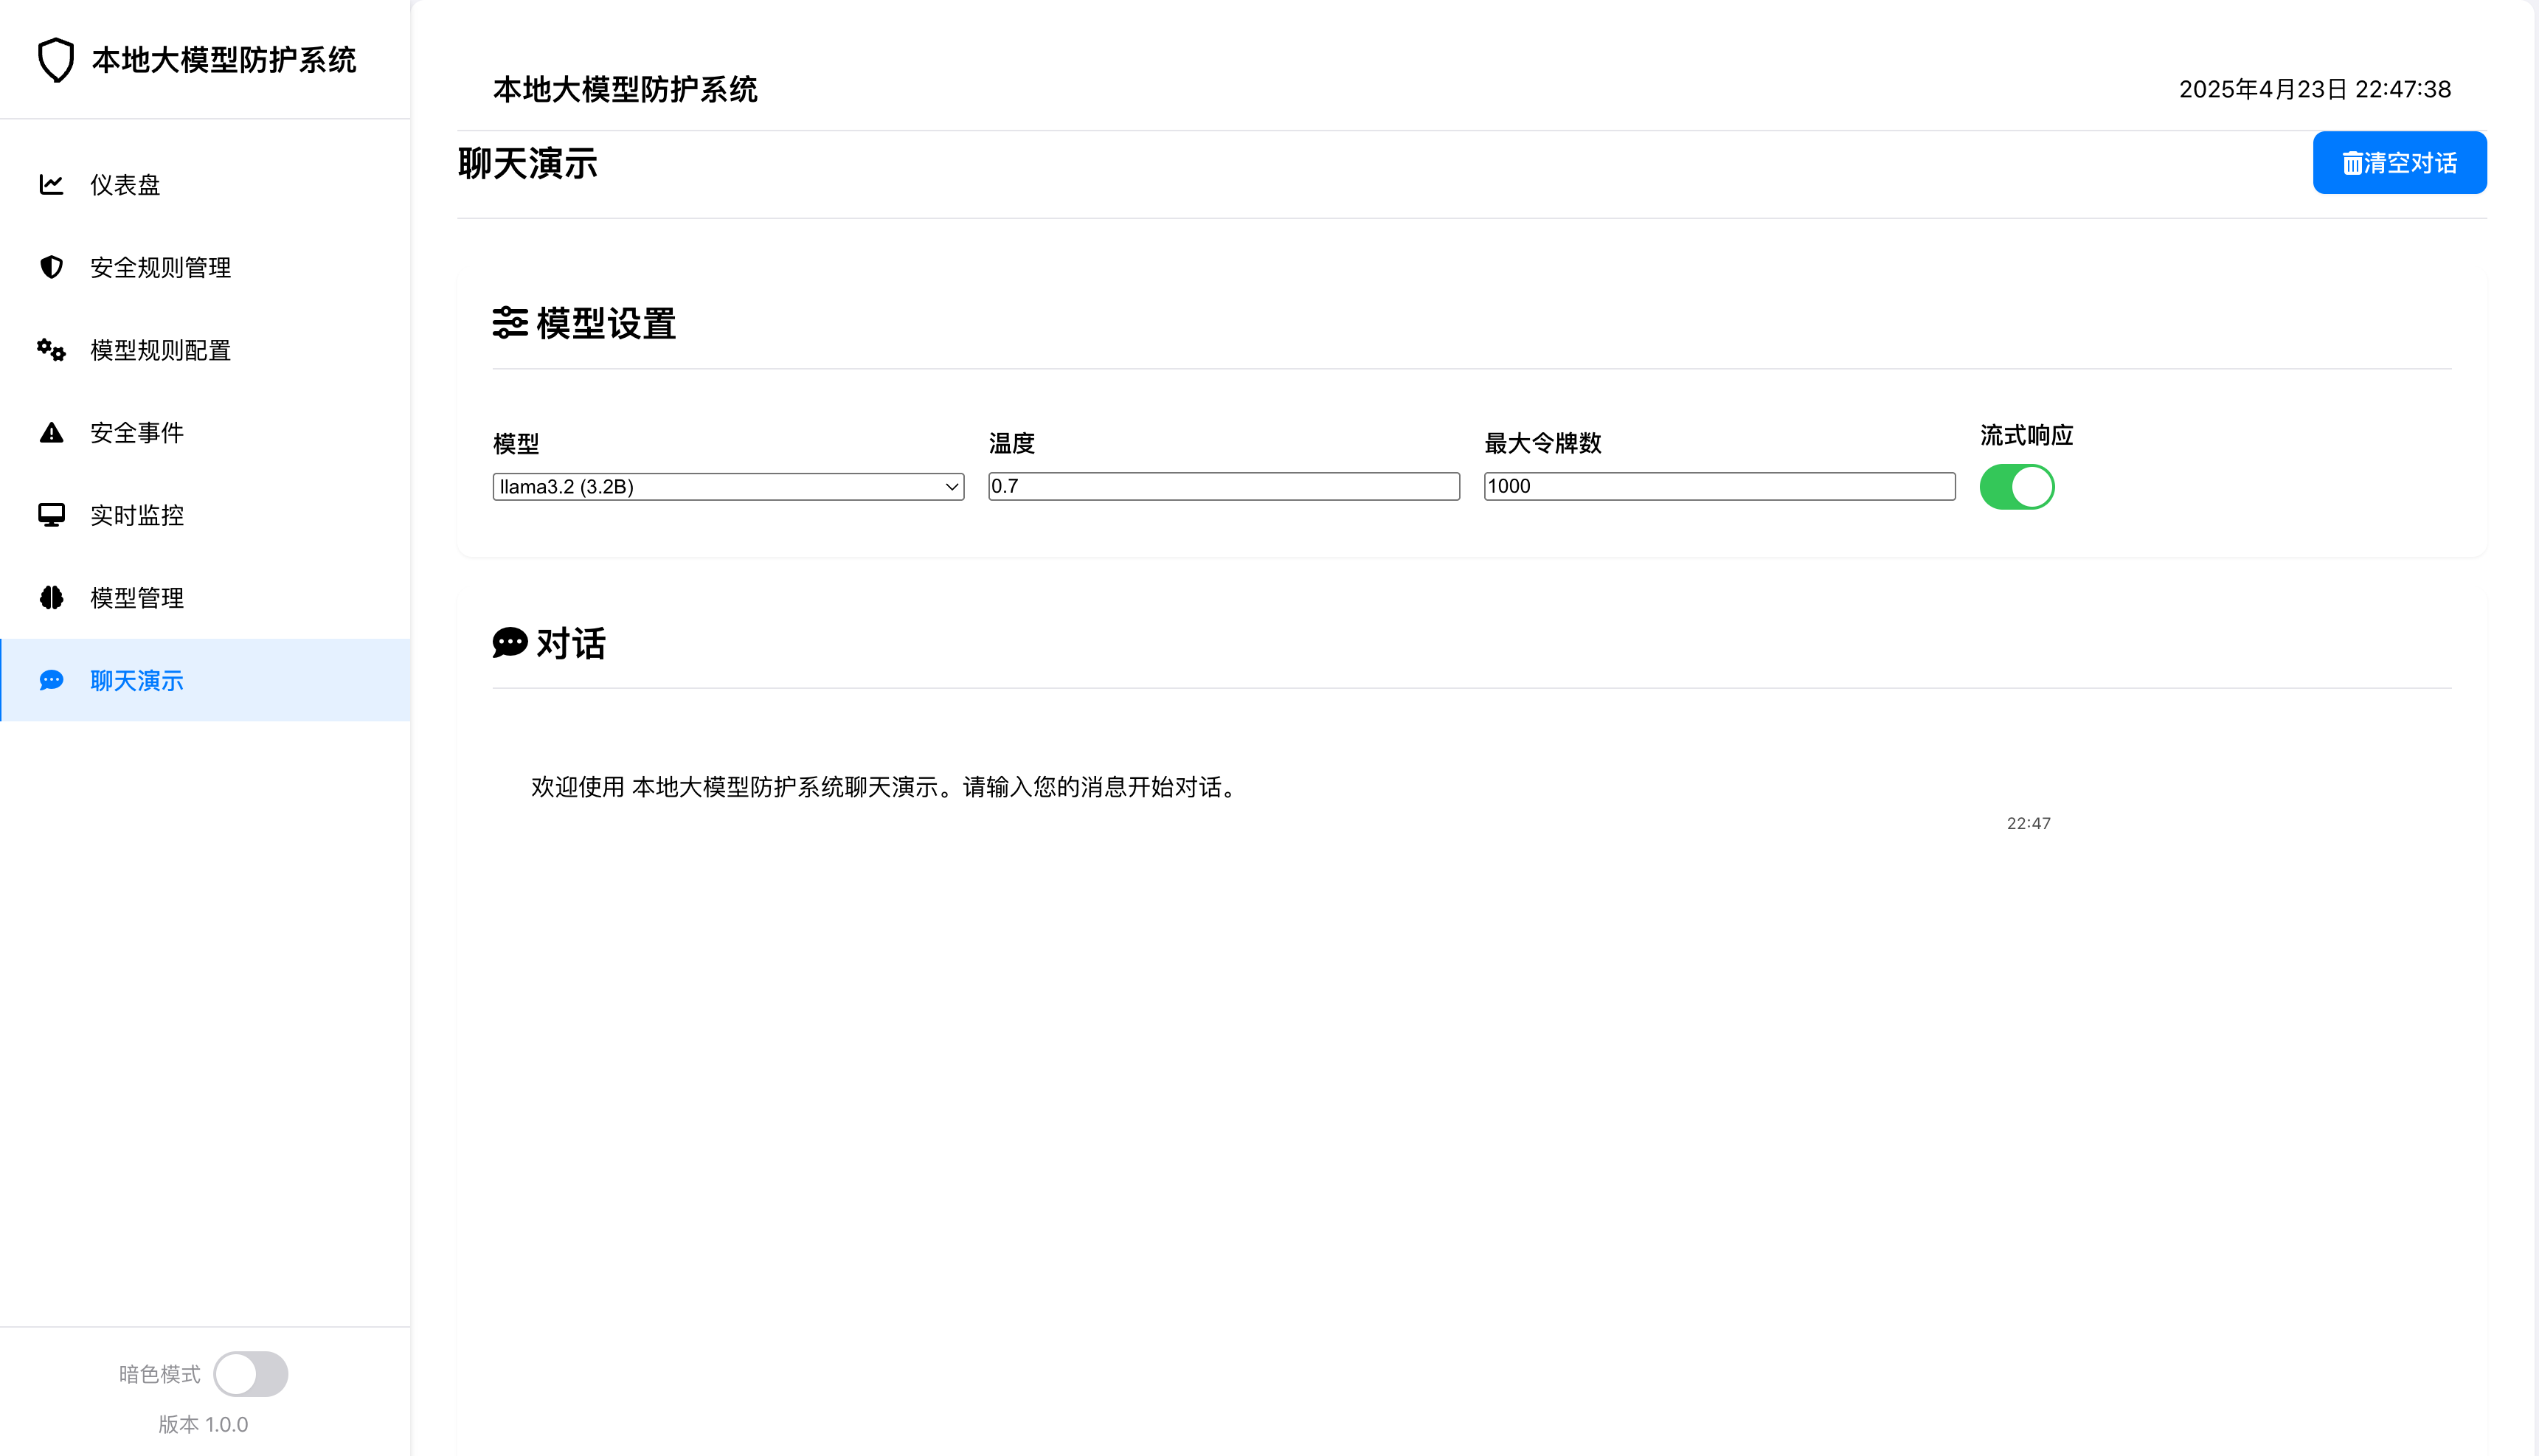 本地大模型防护系统
仪表盘
安全规则管理
模型规则配置
安全事件
实时监控
模型管理
聊天演示
暗色模式
版本 1.0.0
本地大模型防护系统
2025年4月23日 22:47:38
聊天演示
清空对话
模型设置
模型
温度
最大令牌数
流式响应
llama3.2 (3.2B)
0.7
1000
对话
欢迎使用 本地大模型防护系统聊天演示。请输入您的消息开始对话。
22:47